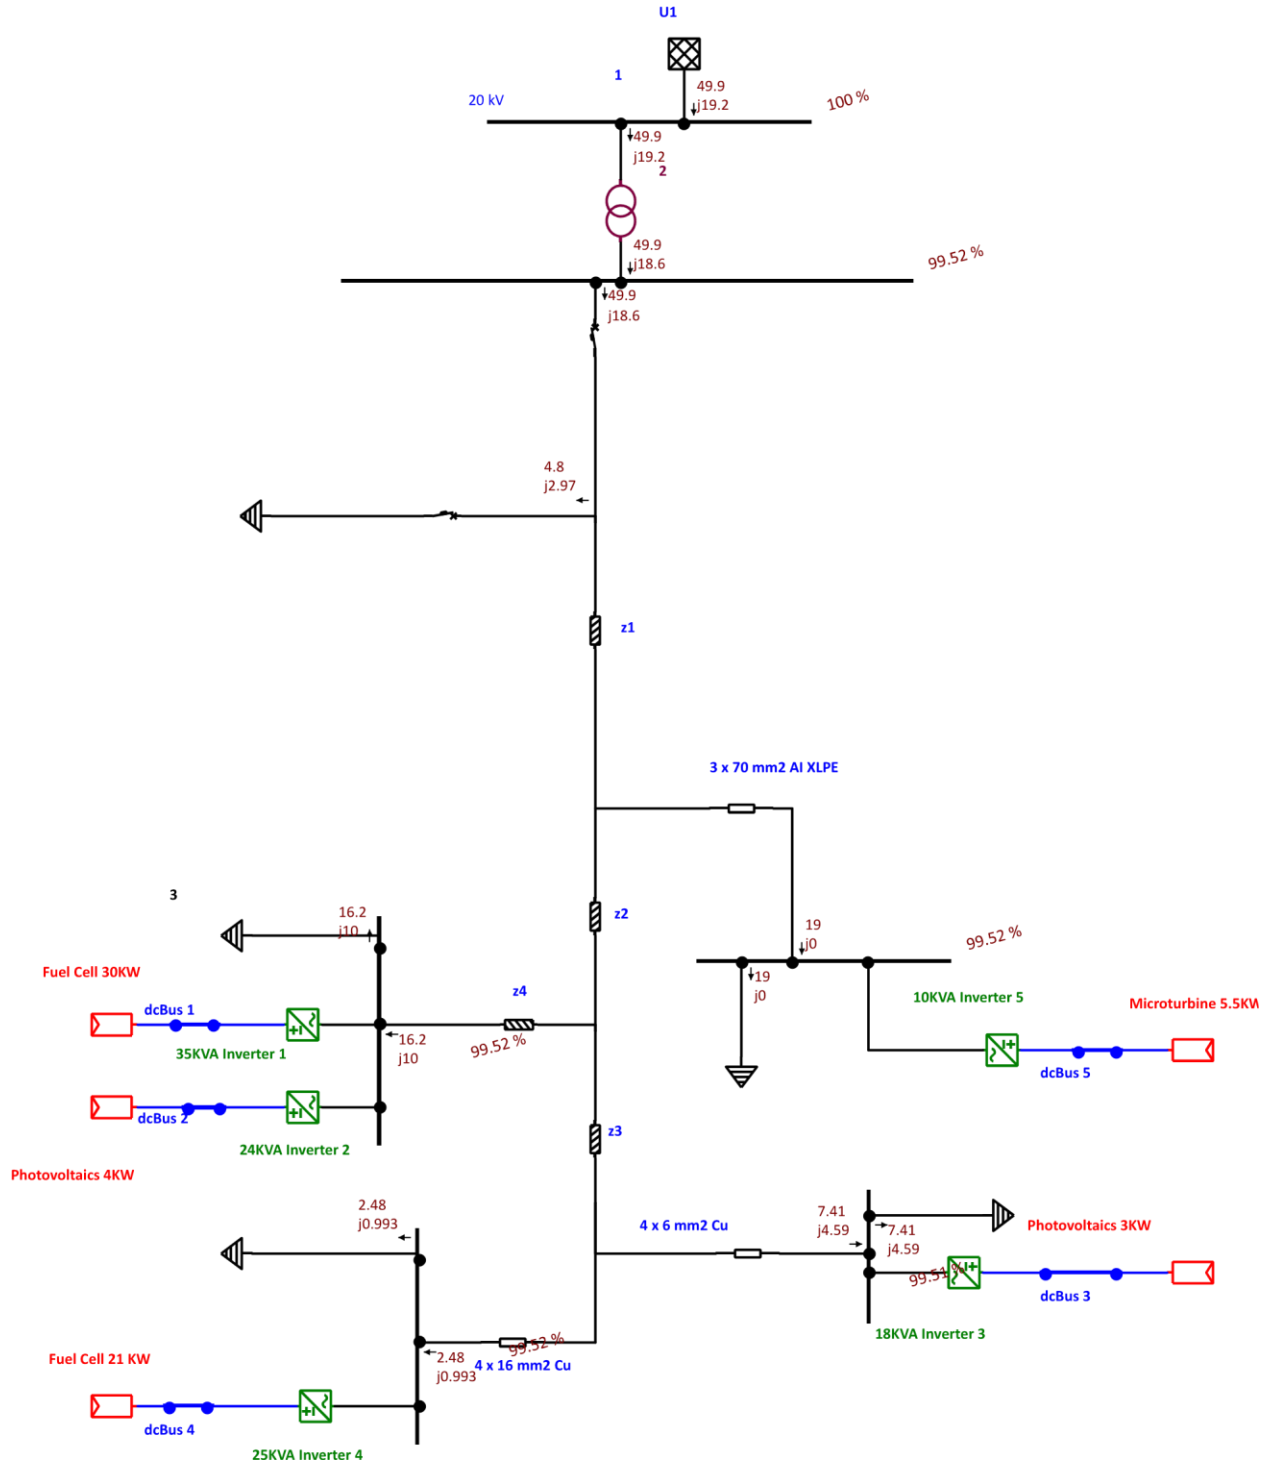 U1
1
49.9
j19.2
20 kV
100 %
49.9
j19.2
2
49.9
j18.6
99.52 %
49.9
j18.6
4.8
j2.97
z1
3 x 70 mm2 Al XLPE
3
16.2
j10
z2
19
j0
99.52 %
Fuel Cell 30KW
19
j0
z4
10KVA Inverter 5
Microturbine 5.5KW
dcBus 1
35KVA Inverter 1
16.2
j10
99.52 %
dcBus 5
dcBus 2
24KVA Inverter 2
z3
Photovoltaics 4KW
2.48
j0.993
7.41
j4.59
4 x 6 mm2 Cu
7.41
j4.59
Photovoltaics 3KW
99.51 %
dcBus 3
18KVA Inverter 3
99.52 %
Fuel Cell 21 KW
2.48
j0.993
4 x 16 mm2 Cu
dcBus 4
25KVA Inverter 4